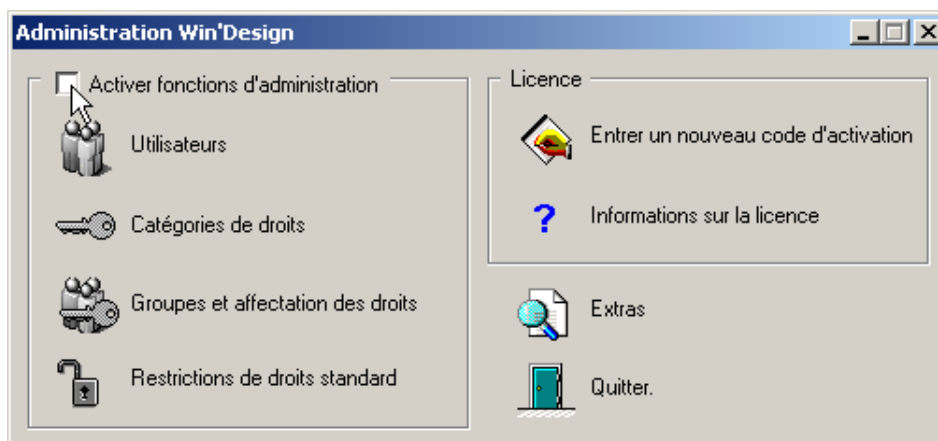 Administration Win'Design
Activer fonctions d'administration
Utilisateurs
Catégories de droits
Groupes et affectation des droits
Restrictions de droits standard
Licence
Entrer un nouveau code d'activation
?
Informations sur la licence
Extras
Quitter.